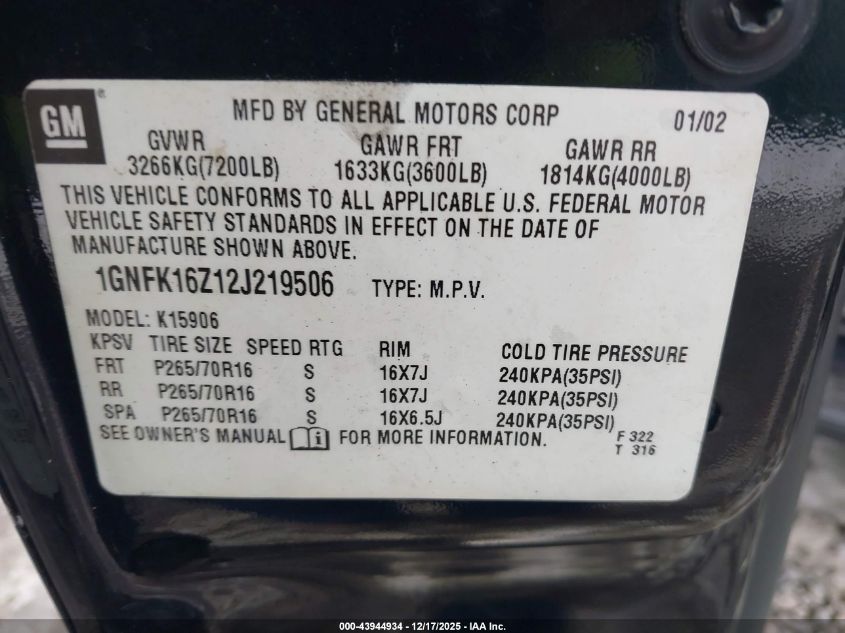 GM ®
MFD BY GENERAL MOTORS CORP 01/02
GVWR GAWR FRT GAWR RR
3266KG(7200LB) 1633KG(3600LB) 1814KG(4000LB)
THIS VEHICLE CONFORMS TO ALL APPLICABLE U.S. FEDERAL MOTOR
VEHICLE SAFETY STANDARDS IN EFFECT ON THE DATE OF
MANUFACTURE SHOWN ABOVE.
1GNFK16Z12J219506 TYPE: M.P.V.
MODEL: K15906
KPSV TIRE SIZE SPEED RTG RIM COLD TIRE PRESSURE
FRT P265/70R16 S 16X7J 240KPA(35PSI)
RR P265/70R16 S 16X7J 240KPA(35PSI)
SPA P265/70R16 S 16X6.5J 240KPA(35PSI)
SEE OWNER'S MANUAL i FOR MORE INFORMATION.
F 322
T 316
000-43944934 – 12/17/2025 – IAA Inc.